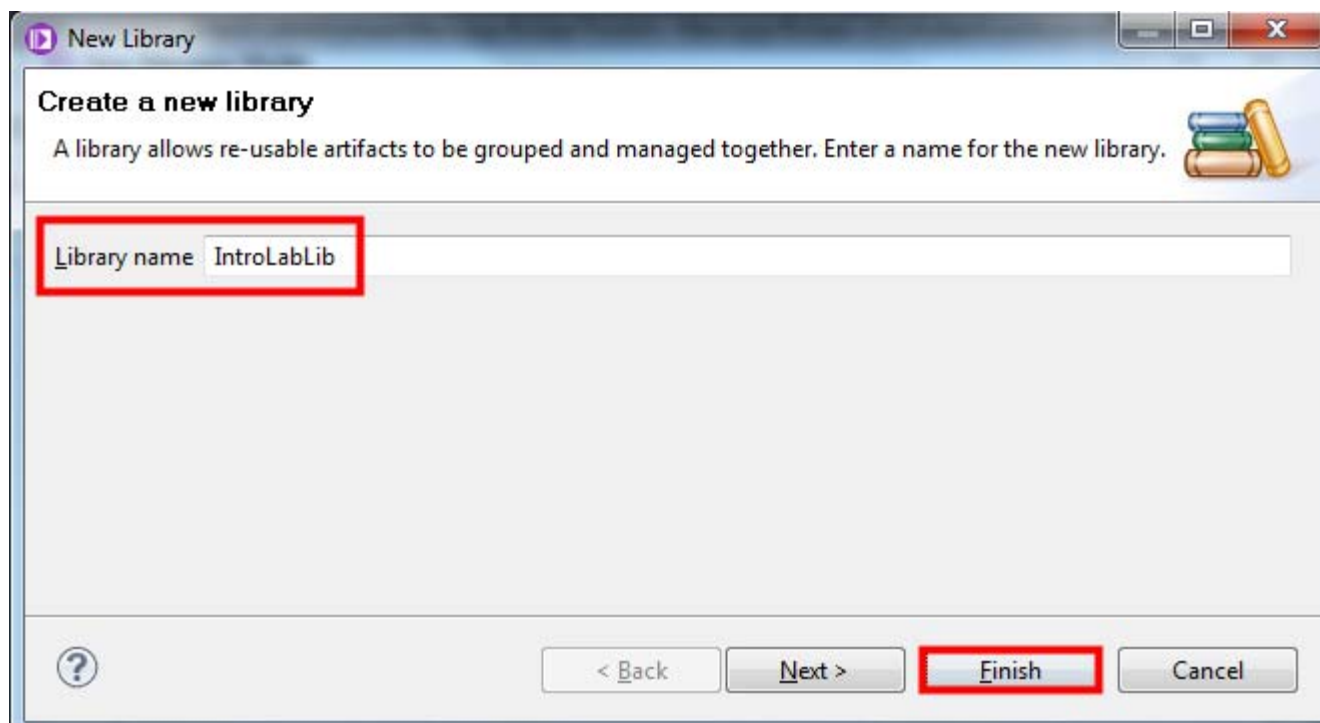 New Library
Create a new library
A library allows re-usable artifacts to be grouped and managed together. Enter a name for the new library.
Library name IntroLabLib
< Back Next > Finish Cancel